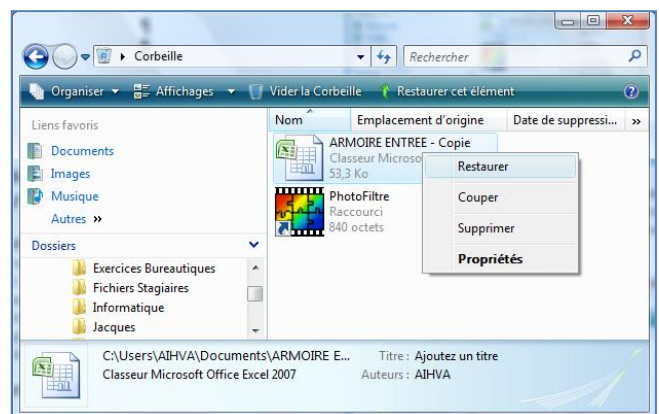 Corbeille
Rechercher
Organiser Affichages Vider la Corbeille Restaurer cet élément
Liens favoris
Documents
Images
Musique
Autres »
Dossiers
Exercices Bureautiques
Fichiers Stagiaires
Informatique
Jacques
Nom Emplacement d'origine Date de suppressi... »
ARMOIRE ENTREE - Copie
Classeur Microso
53,3 Ko
PhotoFiltre
Raccourci
840 octets
Restaurer
Couper
Supprimer
Propriétés
C:\Users\AIHVA\Documents\ARMOIRE E... Titre : Ajoutez un titre
Classeur Microsoft Office Excel 2007 Auteurs : AIHVA